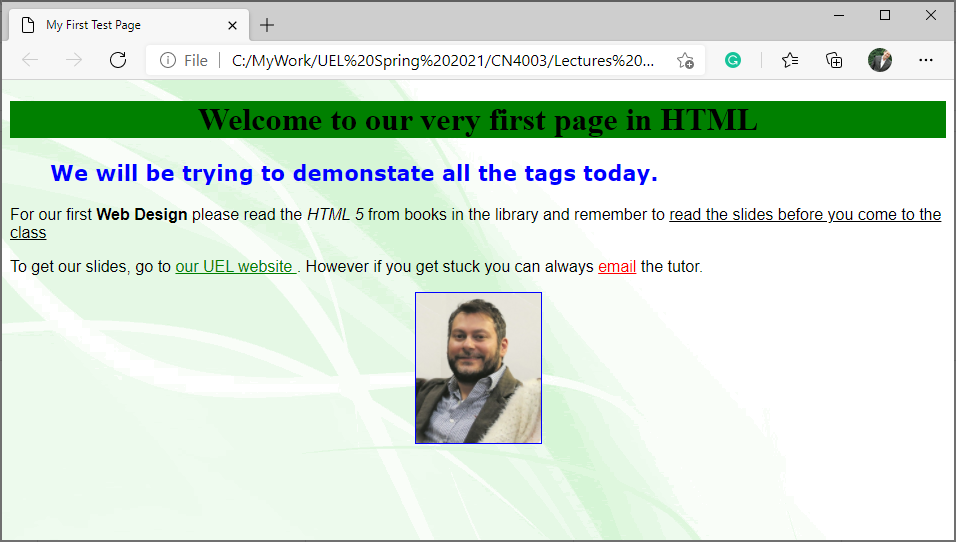 My First Test Page
File
C:/MyWork/UEL%20Spring%202021/CN4003/Lectures%20...
Welcome to our very first page in HTML
We will be trying to demonstate all the tags today.
For our first Web Design please read the HTML 5 from books in the library and remember to read the slides before you come to the
class
To get our slides, go to our UEL website . However if you get stuck you can always email the tutor.